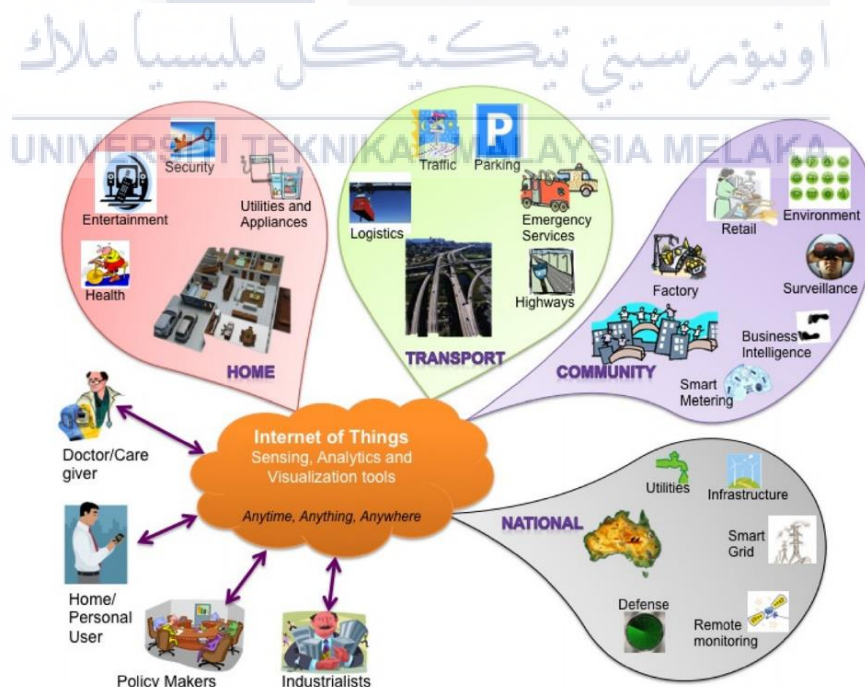 اونيۏرسيتي تيكنيكل مليسيا ملاك
UNIVERSITI TEKNIKAL MALAYSIA MELAKA
Security
Entertainment
Utilities and
Appliances
Health
HOME
Traffic
Parking
P
Logistics
Emergency
Services
Highways
TRANSPORT
Retail
Environment
Factory
Surveillance
Business
Intelligence
COMMUNITY
Smart
Metering
Internet of Things
Sensing, Analytics and
Visualization tools
Anytime, Anything, Anywhere
Doctor/Care
giver
Home/
Personal
User
Policy Makers
Industrialists
NATIONAL
Utilities
Infrastructure
Smart
Grid
Defense
Remote
monitoring